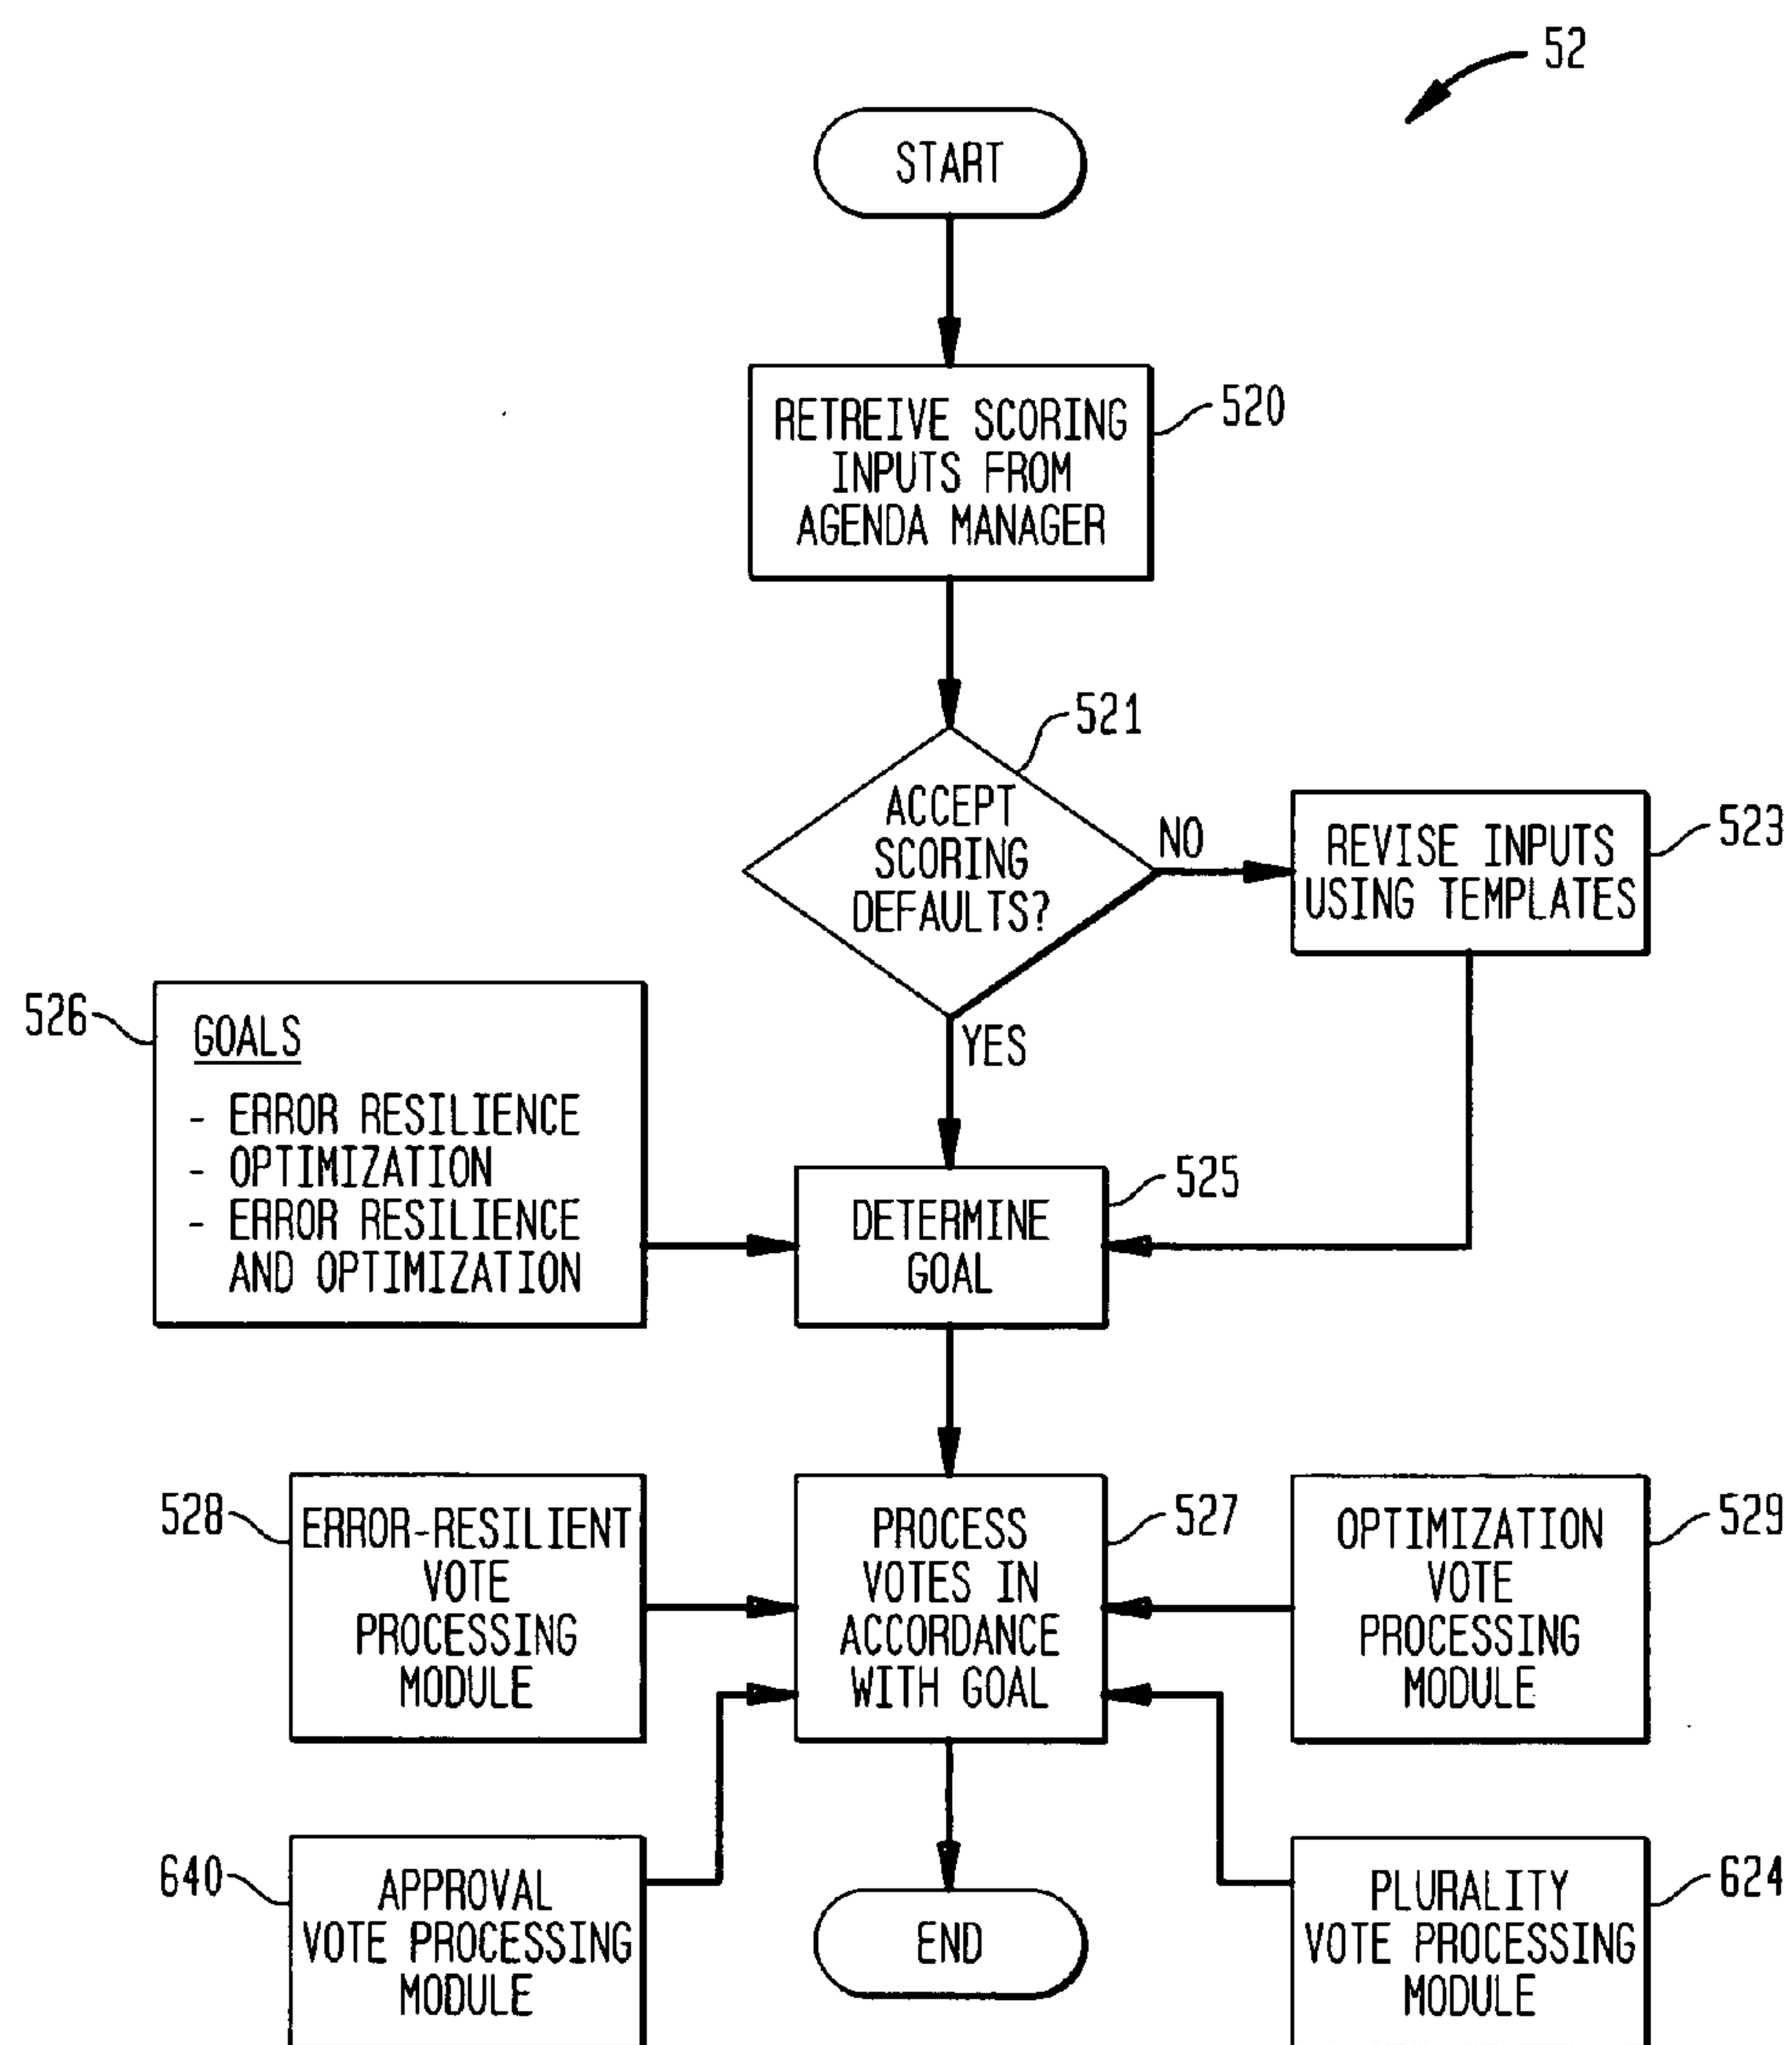 52
START
RETREIVE SCORING
INPUTS FROM
AGENDA MANAGER
520
521
ACCEPT
SCORING
DEFAULTS?
NO
REVISE INPUTS
USING TEMPLATES
523
YES
526
GOALS
- ERROR RESILIENCE
- OPTIMIZATION
- ERROR RESILIENCE
AND OPTIMIZATION
DETERMINE
GOAL
525
528
ERROR-RESILIENT
VOTE
PROCESSING
MODULE
PROCESS
VOTES IN
ACCORDANCE
WITH GOAL
527
OPTIMIZATION
VOTE
PROCESSING
MODULE
529
640
APPROVAL
VOTE PROCESSING
MODULE
END
PLURALITY
VOTE PROCESSING
MODULE
624